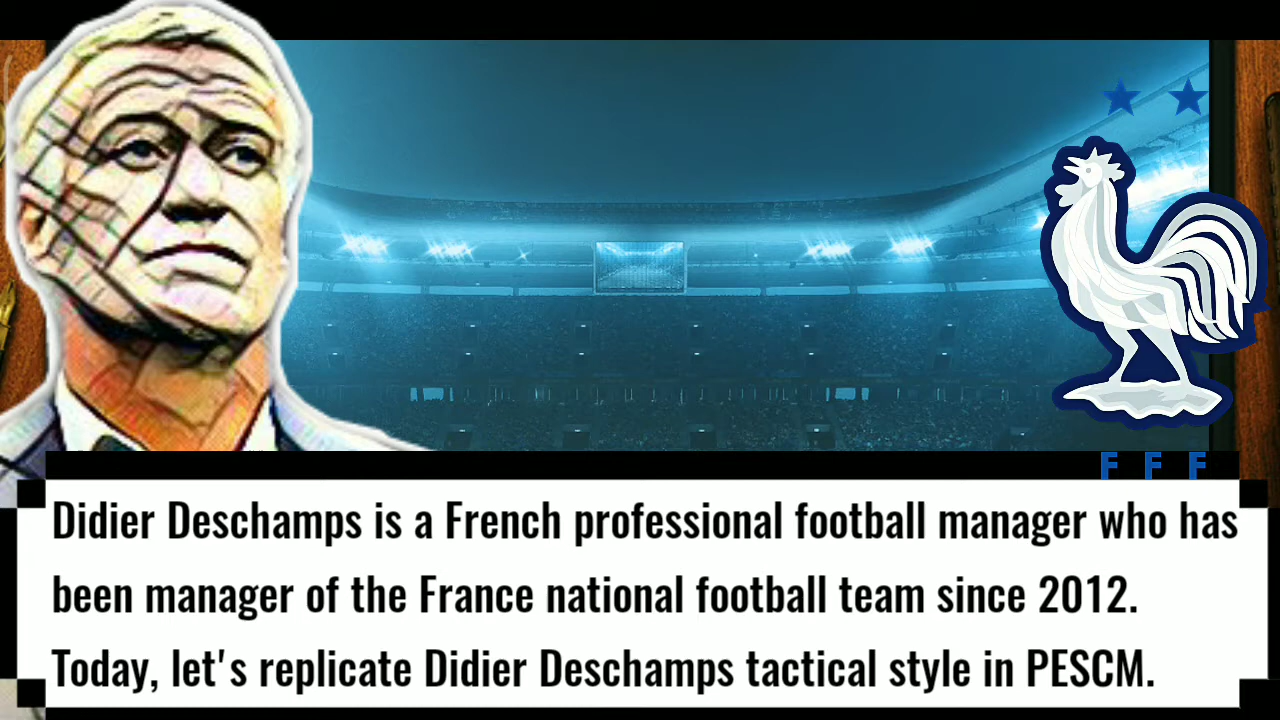 F F F
Didier Deschamps is a French professional football manager who has
been manager of the France national football team since 2012.
Today, let's replicate Didier Deschamps tactical style in PESCM.